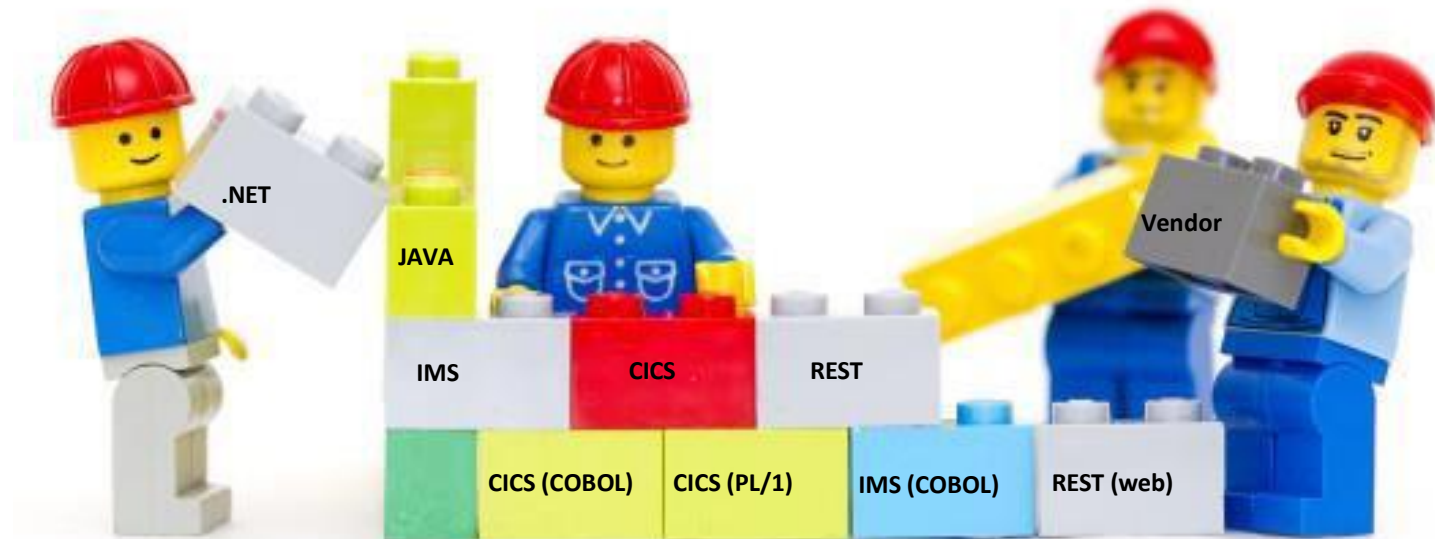 .NET
Vendor
JAVA
IMS
CICS
REST
CICS (COBOL)
CICS (PL/1)
IMS (COBOL)
REST (web)